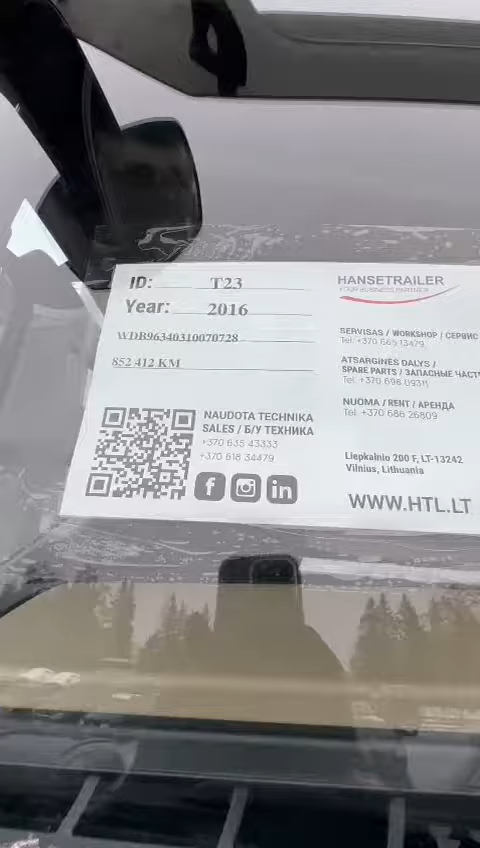 ID: T23
Year: 2016
WDB96340310070728
852 412 KM
NAUDOTA TECHNIKA
SALES / Б/У ТЕХНИКА
+370 635 43333
+370 618 34479
HANSETRAILER
YOUR BUSINESS PARTNER
SERVISAS / WORKSHOP / СЕРВИС
Tel. +370 665 13479
ATSARGINĖS DALYS /
SPARE PARTS / ЗАПАСНЫЕ ЧАСТ
Tel. +370 698 09311
NUOMA / RENT / АРЕНДА
Tel. +370 686 26809
Liepkalnio 200 F, LT-13242
Vilnius, Lithuania
WWW.HTL.LT